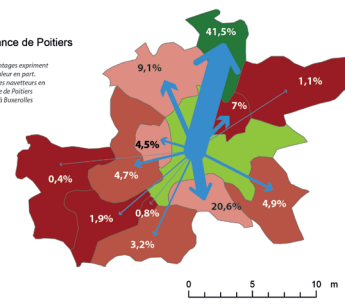 ance de Poitiers
ntages expriment
aleur en part.
es navetteurs en
e de Poitiers
à Buxerolles
41,5%
9,1%
1,1%
7%
4,5%
0,4%
4,7%
1,9%
0,8%
20,6%
4,9%
3,2%
0 5 10 m